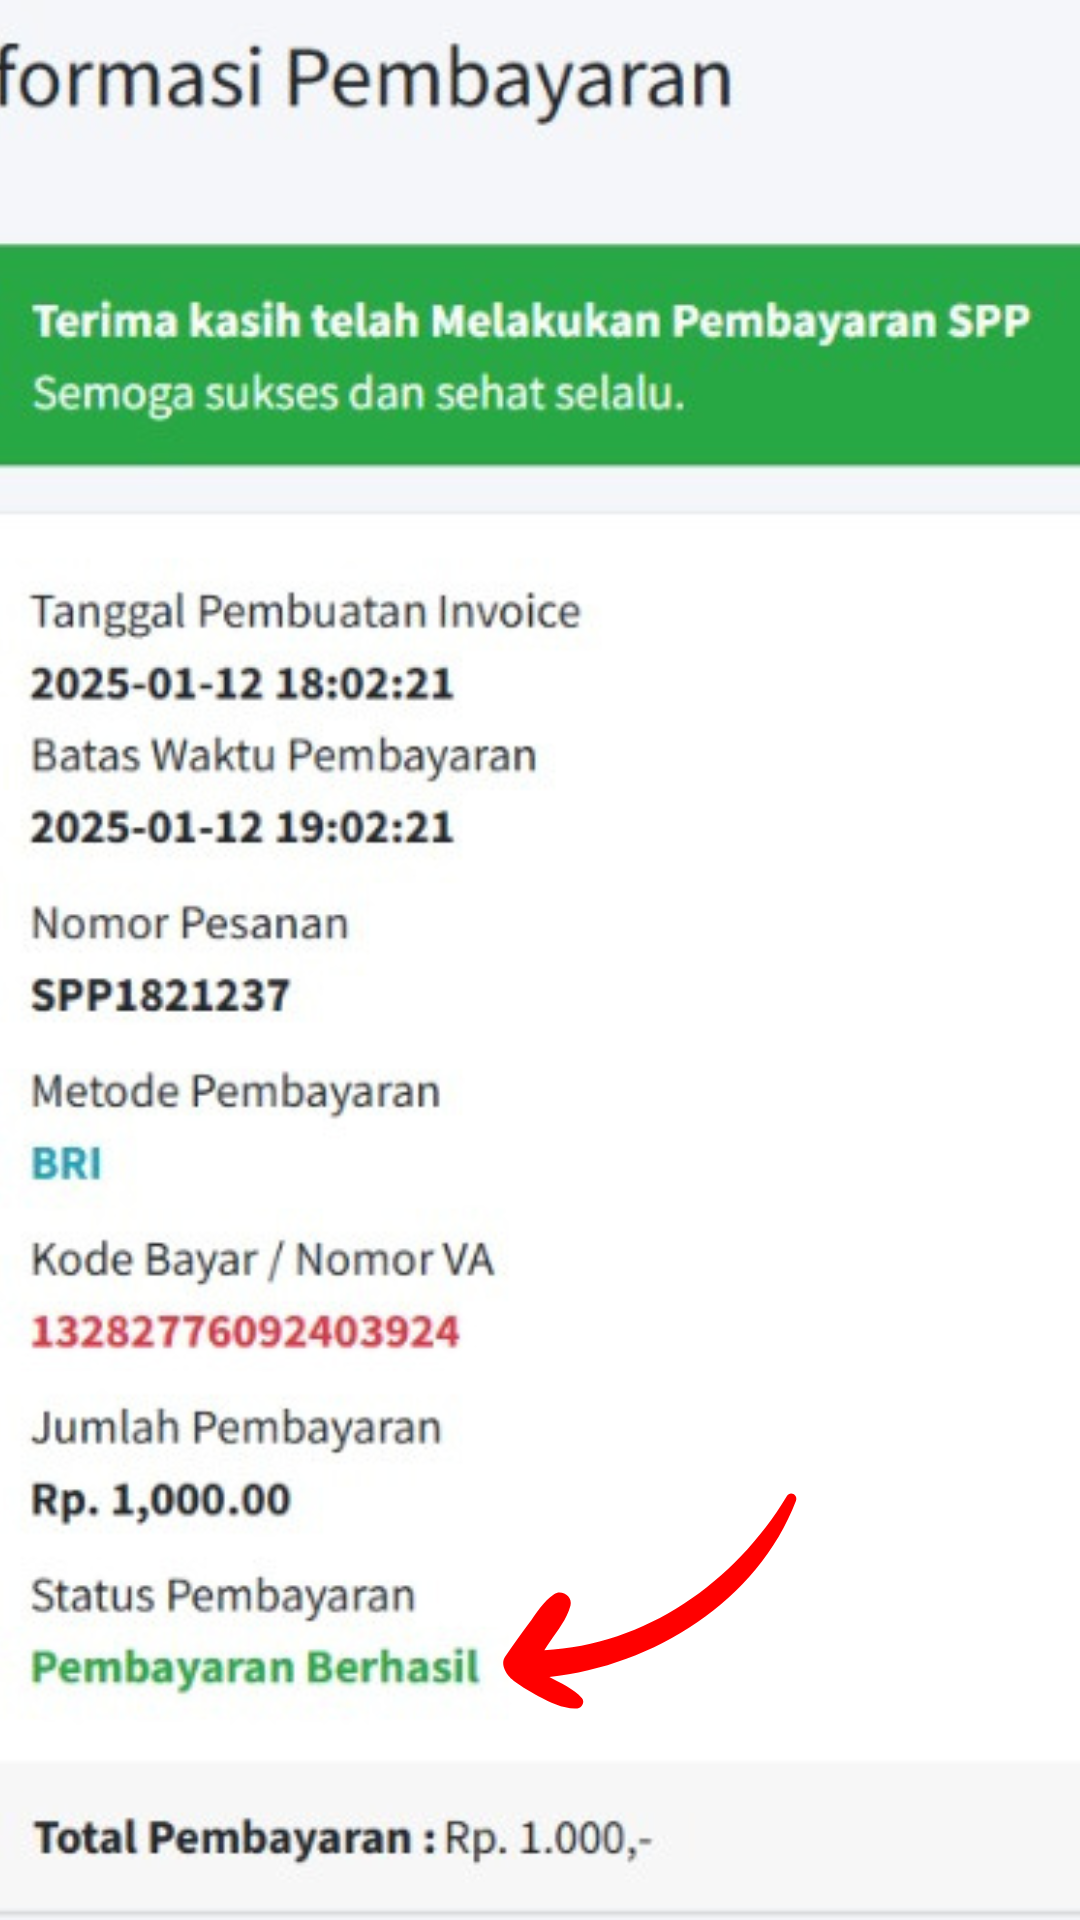 formasi Pembayaran
Terima kasih telah Melakukan Pembayaran SPP
Semoga sukses dan sehat selalu.
Tanggal Pembuatan Invoice
2025-01-12 18:02:21
Batas Waktu Pembayaran
2025-01-12 19:02:21
Nomor Pesanan
SPP1821237
Metode Pembayaran
BRI
Kode Bayar / Nomor VA
13282776092403924
Jumlah Pembayaran
Rp. 1,000.00
Status Pembayaran
Pembayaran Berhasil
Total Pembayaran : Rp. 1.000,-